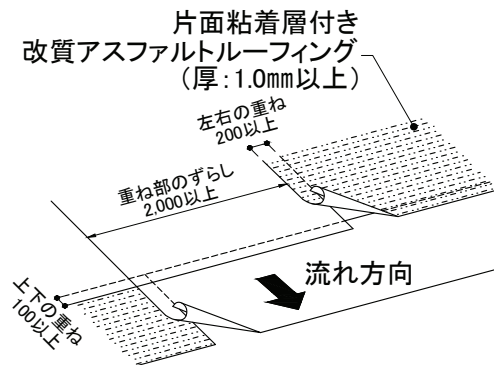 片面粘着層付き
改質アスファルトルーフィング
（厚：1.0mm以上）
左右の重ね
200以上
重ね部のずらし
2,000以上
流れ方向
上下の重ね
100以上